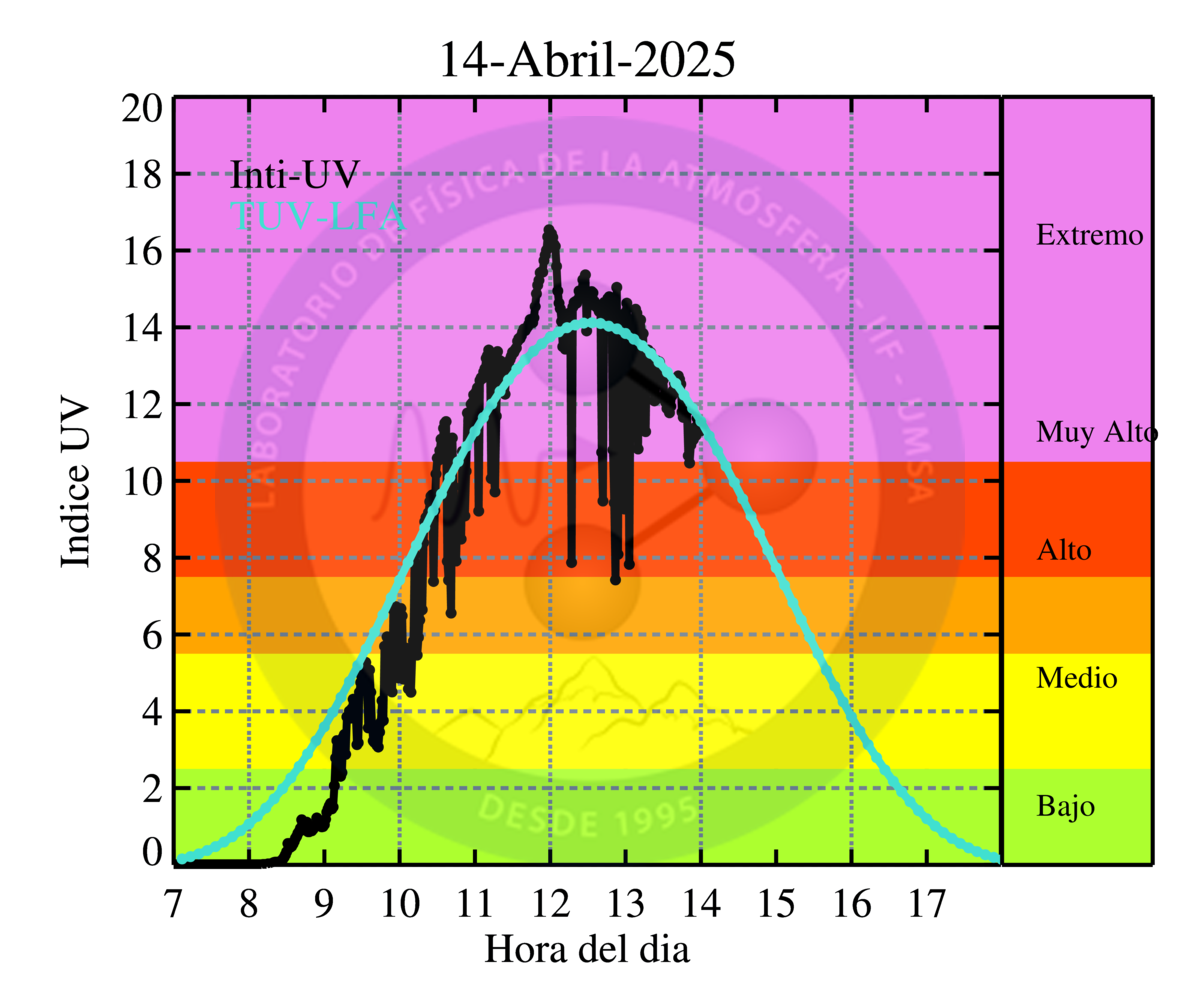 14-Abril-2025
20
18
16
14
12
10
8
6
4
2
0
Indice UV
Inti-UV
TUV-LFA
LABORATORIO DE FÍSICA DE LA ATMÓSFERA - IIF - UMSA
DESDE 1995
Extremo
Muy Alto
Alto
Medio
Bajo
7 8 9 10 11 12 13 14 15 16 17
Hora del dia